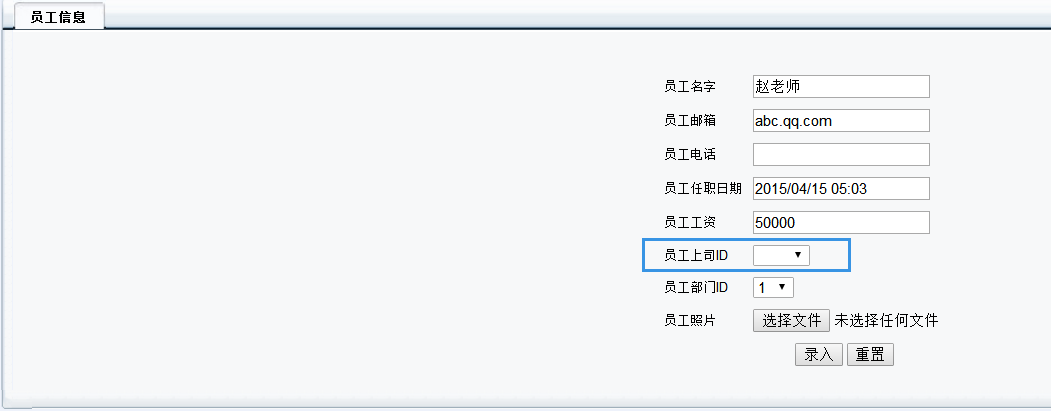 员工信息
员工名字 赵老师
员工邮箱 abc.qq.com
员工电话
员工任职日期 2015/04/15 05:03
员工工资 50000
员工上司ID
员工部门ID 1
员工照片 选择文件 未选择任何文件
录入 重置